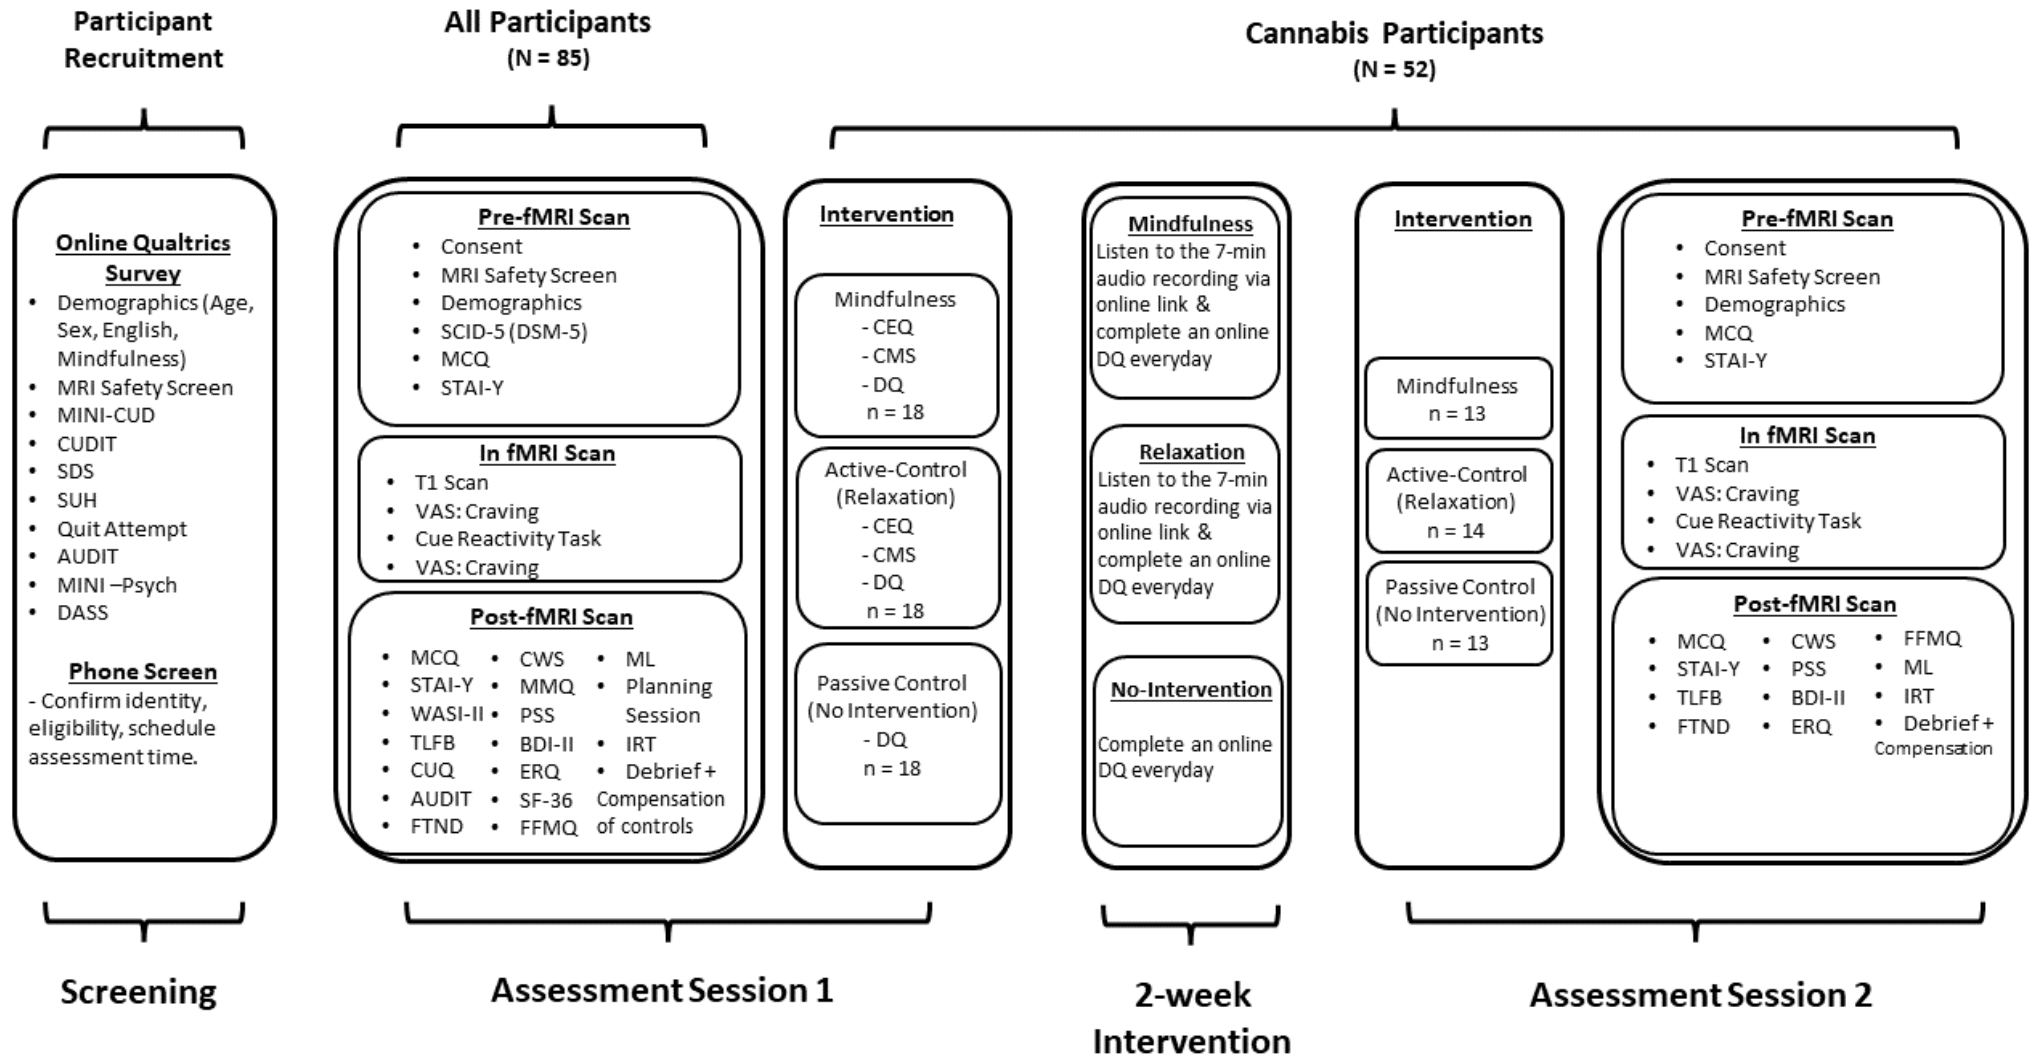 Participant
Recruitment
All Participants
(N = 85)
Cannabis Participants
(N = 52)
Online Qualtrics
Survey
• Demographics (Age,
Sex, English,
Mindfulness)
• MRI Safety Screen
• MINI-CUD
• CUDIT
• SDS
• SUH
• Quit Attempt
• AUDIT
• MINI –Psych
• DASS
Phone Screen
- Confirm identity,
eligibility, schedule
assessment time.
Pre-fMRI Scan
• Consent
• MRI Safety Screen
• Demographics
• SCID-5 (DSM-5)
• MCQ
• STAI-Y
In fMRI Scan
• T1 Scan
• VAS: Craving
• Cue Reactivity Task
• VAS: Craving
Post-fMRI Scan
• MCQ
• STAI-Y
• WASI-II
• TLFB
• CUQ
• AUDIT
• FTND
• CWS
• MMQ
• PSS
• BDI-II
• ERQ
• SF-36
• FFMQ
• ML
• Planning
Session
• IRT
• Debrief +
Compensation
of controls
Intervention
Mindfulness
- CEQ
- CMS
- DQ
n = 18
Active-Control
(Relaxation)
- CEQ
- CMS
- DQ
n = 18
Passive Control
(No Intervention)
- DQ
n = 18
Mindfulness
Listen to the 7-min
audio recording via
online link &
complete an online
DQ everyday
Relaxation
Listen to the 7-min
audio recording via
online link &
complete an online
DQ everyday
No-Intervention
Complete an online
DQ everyday
Intervention
Mindfulness
n = 13
Active-Control
(Relaxation)
n = 14
Passive Control
(No Intervention)
n = 13
Pre-fMRI Scan
• Consent
• MRI Safety Screen
• Demographics
• MCQ
• STAI-Y
In fMRI Scan
• T1 Scan
• VAS: Craving
• Cue Reactivity Task
• VAS: Craving
Post-fMRI Scan
• MCQ
• STAI-Y
• TLFB
• FTND
• CWS
• PSS
• BDI-II
• ERQ
• FFMQ
• ML
• IRT
• Debrief +
Compensation
Screening
Assessment Session 1
2-week
Intervention
Assessment Session 2